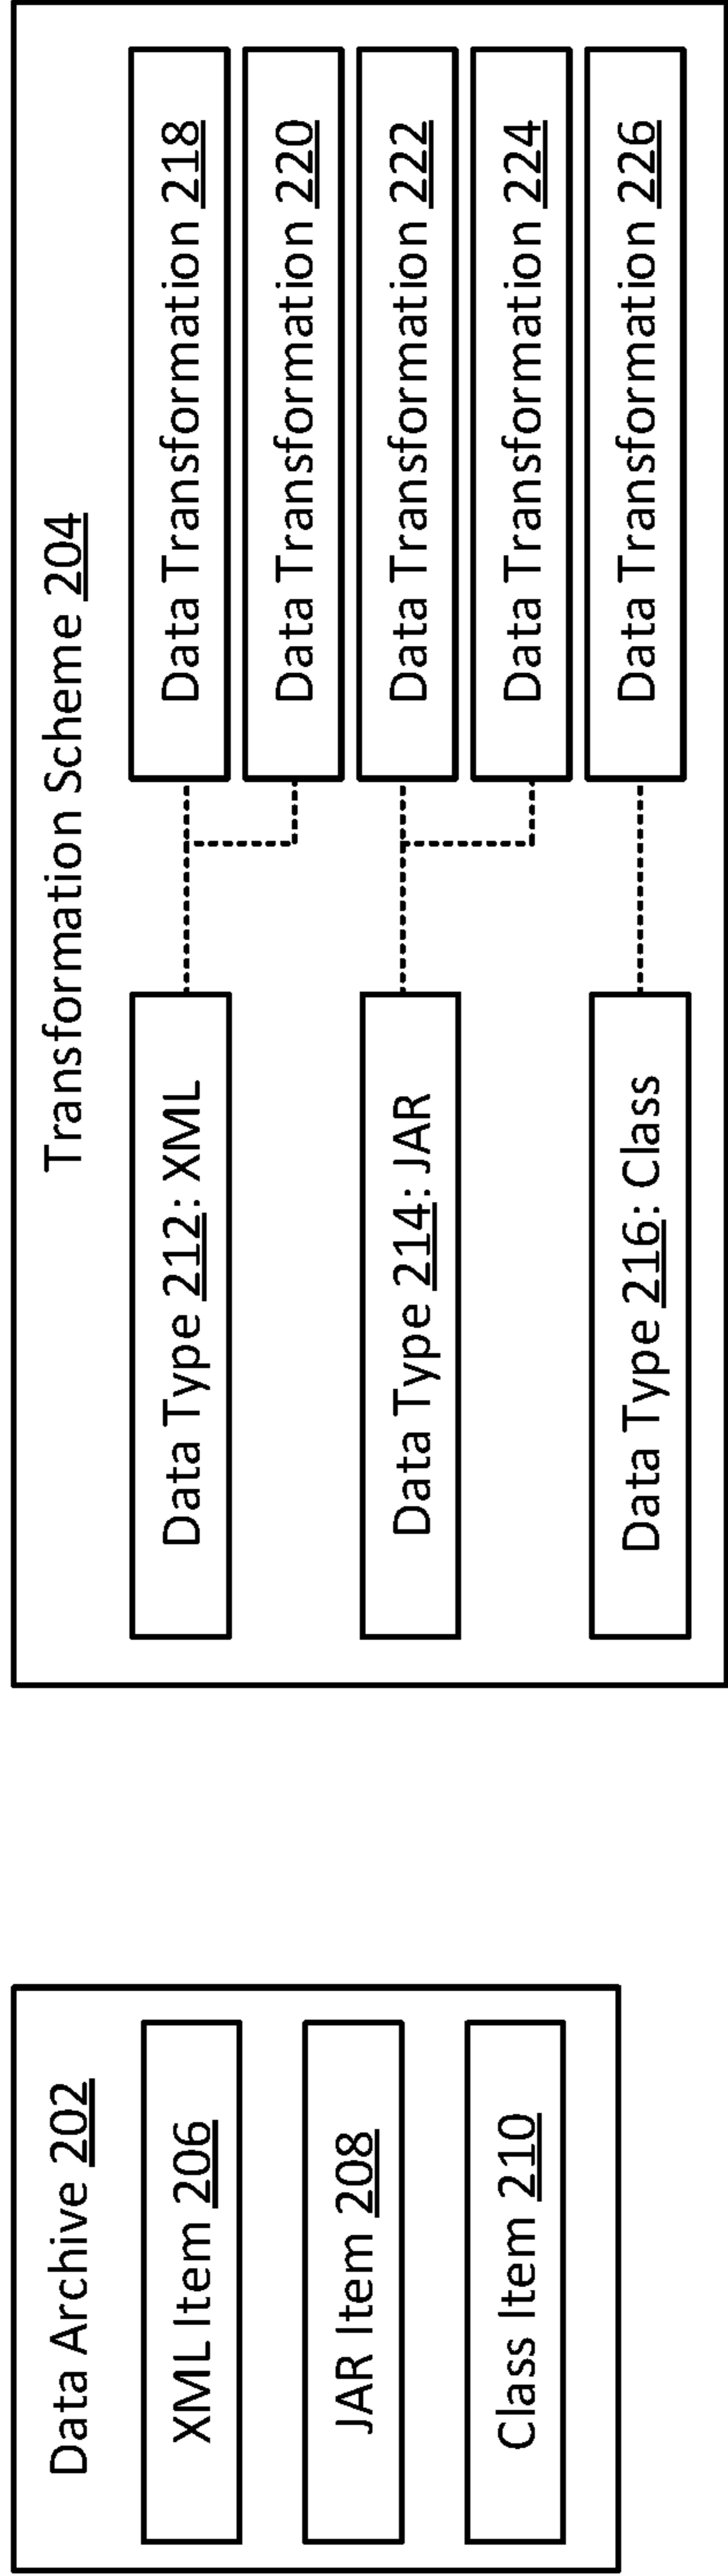 Data Archive 202
XML Item 206
JAR Item 208
Class Item 210
Transformation Scheme 204
Data Type 212: XML
Data Type 214: JAR
Data Type 216: Class
Data Transformation 218
Data Transformation 220
Data Transformation 222
Data Transformation 224
Data Transformation 226